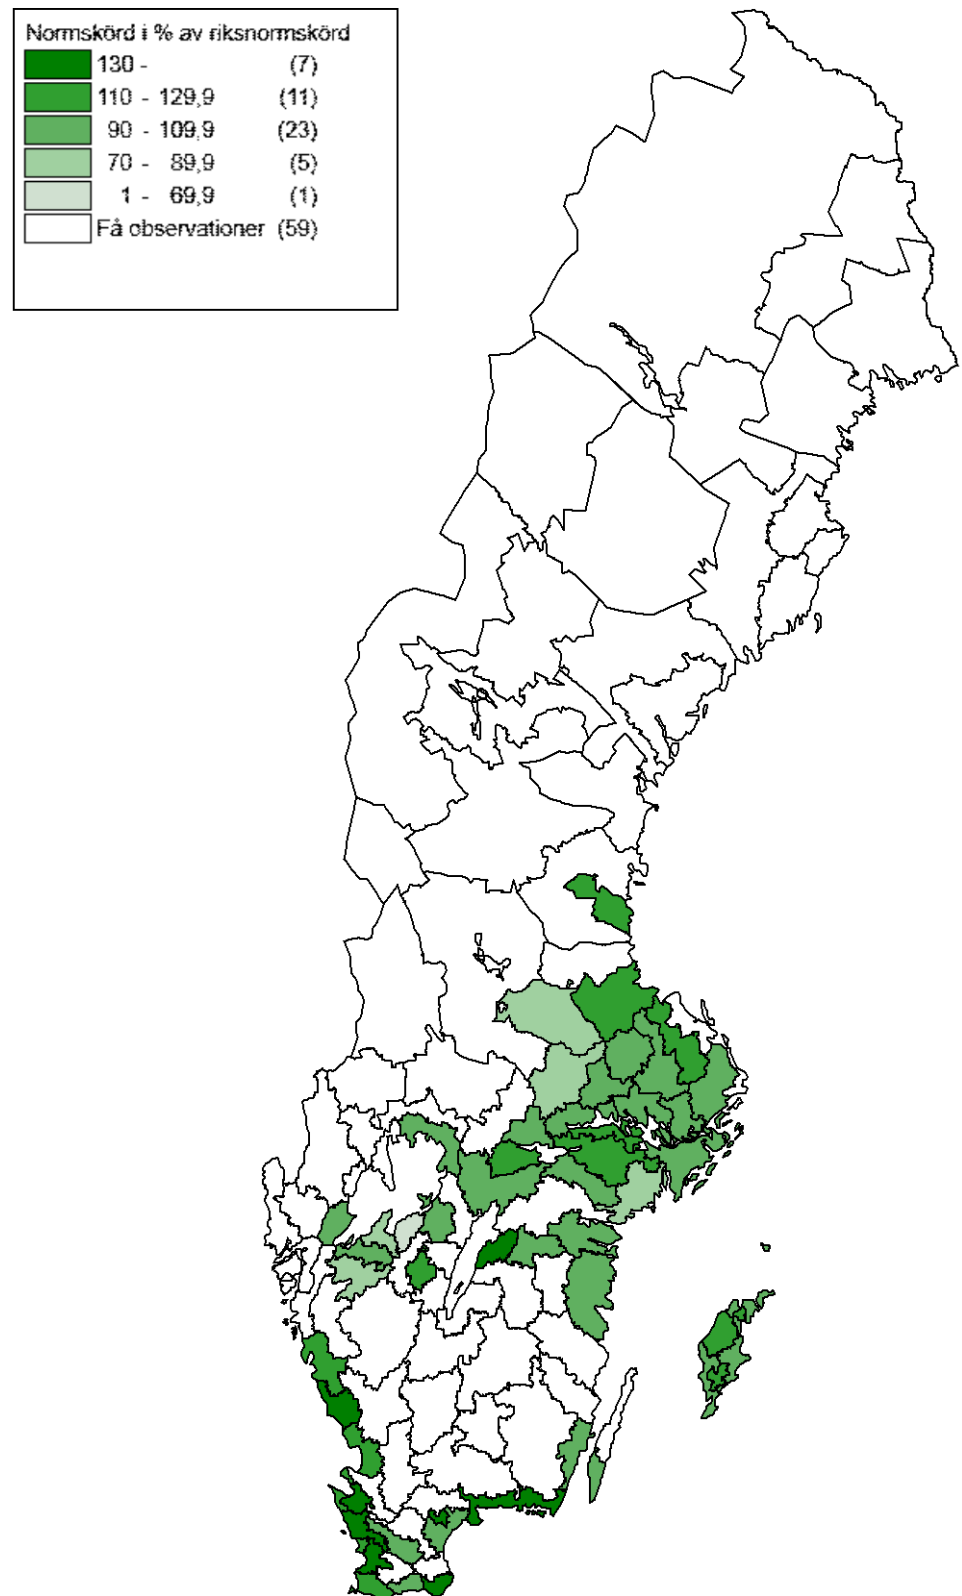 Normskörd i % av riksnormskörd
130 - (7)
110 - 129,9 (11)
90 - 109,9 (23)
70 - 89,9 (5)
1 - 69,9 (1)
Få observationer (59)